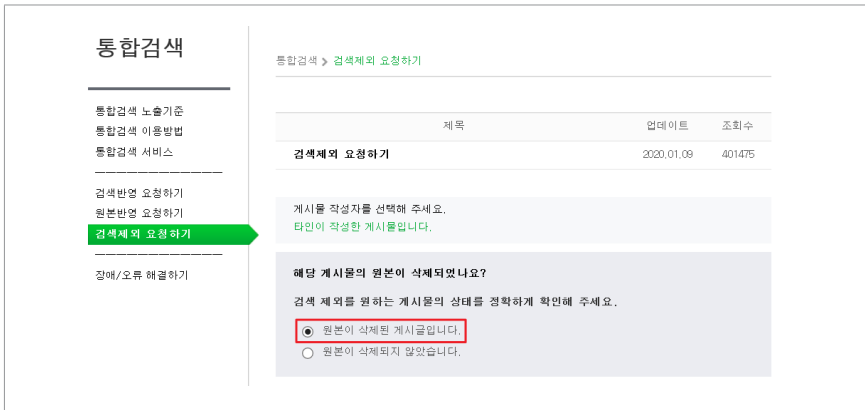 통합검색
통합검색 > 검색제외 요청하기
통합검색 노출기준
통합검색 이용방법
통합검색 서비스
검색반영 요청하기
원본반영 요청하기
검색제외 요청하기
장애/오류 해결하기
제목 업데이트 조회수
검색제외 요청하기 2020.01.09 401475
게시물 작성자를 선택해 주세요.
타인이 작성한 게시물입니다.
해당 게시물의 원본이 삭제되었나요?
검색 제외를 원하는 게시물의 상태를 정확하게 확인해 주세요.
원본이 삭제된 게시글입니다.
원본이 삭제되지 않았습니다.